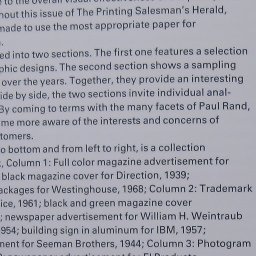 to the overall visual
hout this issue of The Printing Salesman's Herald,
made to use the most appropriate paper for
ed into two sections. The first one features a selection
phic designs. The second section shows a sampling
over the years. Together, they provide an interesting
ide by side, the two sections invite individual anal-
By coming to terms with the many facets of Paul Rand,
me more aware of the interests and concerns of
tomers.
o bottom and from left to right, is a collection
, Column 1: Full color magazine advertisement for
black magazine cover for Direction, 1939;
ackages for Westinghouse, 1968; Column 2: Trademark
ice, 1961; black and green magazine cover
; newspaper advertisement for William H. Weintraub
954; building sign in aluminum for IBM, 1957;
ment for Seeman Brothers, 1944; Column 3: Photogram